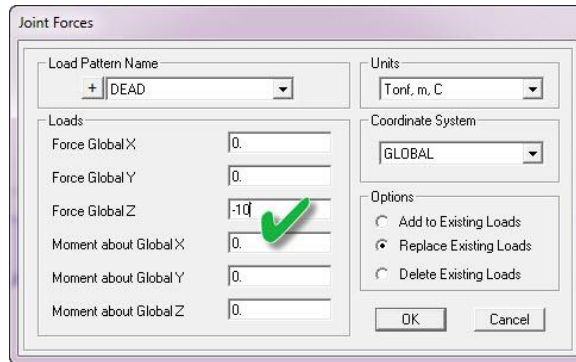 Joint Forces
Load Pattern Name
+ DEAD
Units
Tonf, m, C
Loads
Force Global X 0.
Force Global Y 0.
Force Global Z -10
Moment about Global X 0.
Moment about Global Y 0.
Moment about Global Z 0.
Coordinate System
GLOBAL
Options
Add to Existing Loads
Replace Existing Loads
Delete Existing Loads
OK Cancel